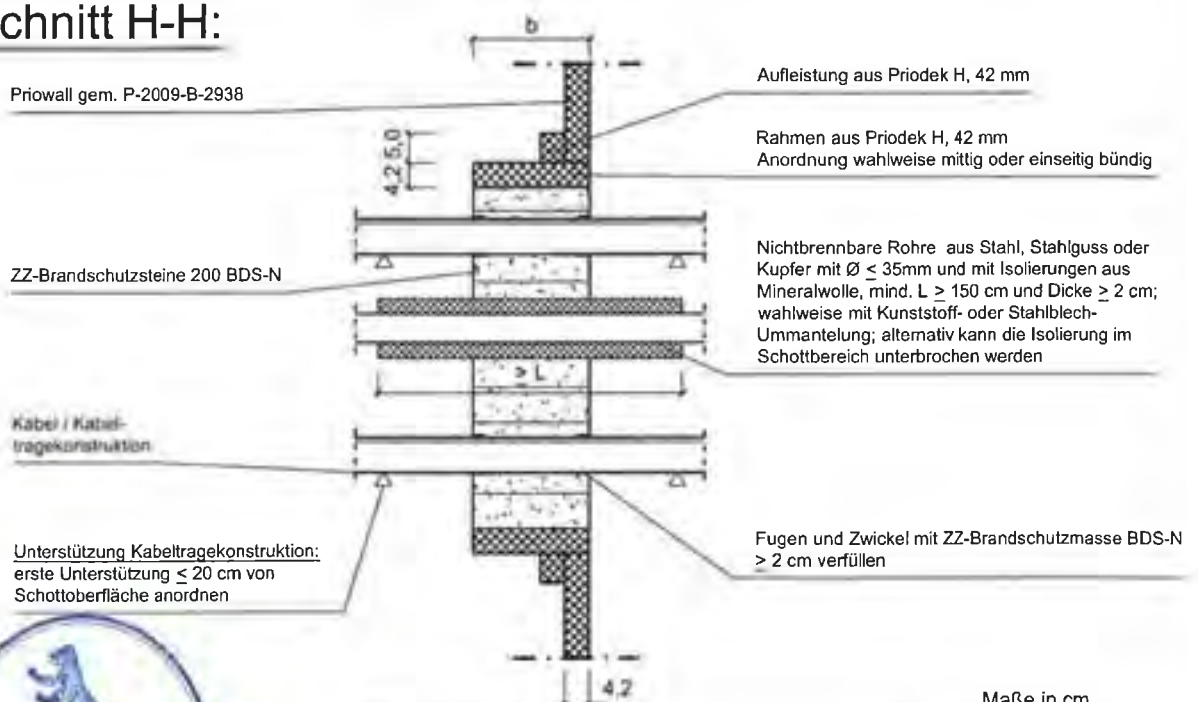 chnitt H-H:
b
Priowall gem. P-2009-B-2938
Aufleistung aus Priodek H, 42 mm
4,2 5,0
Rahmen aus Priodek H, 42 mm
Anordnung wahlweise mittig oder einseitig bündig
ZZ-Brandschutzsteine 200 BDS-N
Nichtbrennbare Rohre aus Stahl, Stahlguss oder
Kupfer mit Ø ≤ 35mm und mit Isolierungen aus
Mineralwolle, mind. L ≥ 150 cm und Dicke ≥ 2 cm;
wahlweise mit Kunststoff- oder Stahlblech-
Ummantelung; alternativ kann die Isolierung im
Schottbereich unterbrochen werden
≥ L
Kabel / Kabel-
tragekonstruktion
Unterstützung Kabeltragekonstruktion:
erste Unterstützung ≤ 20 cm von
Schottoberfläche anordnen
Fugen und Zwickel mit ZZ-Brandschutzmasse BDS-N
> 2 cm verfüllen
4,2
Maße in cm